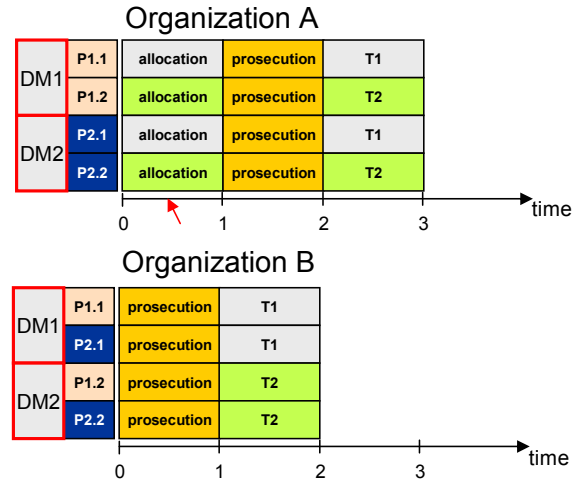 Organization A
DM1 P1.1 allocation prosecution T1
P1.2 allocation prosecution T2
DM2 P2.1 allocation prosecution T1
P2.2 allocation prosecution T2
0 1 2 3 time
Organization B
DM1 P1.1 prosecution T1
P2.1 prosecution T1
DM2 P1.2 prosecution T2
P2.2 prosecution T2
0 1 2 3 time